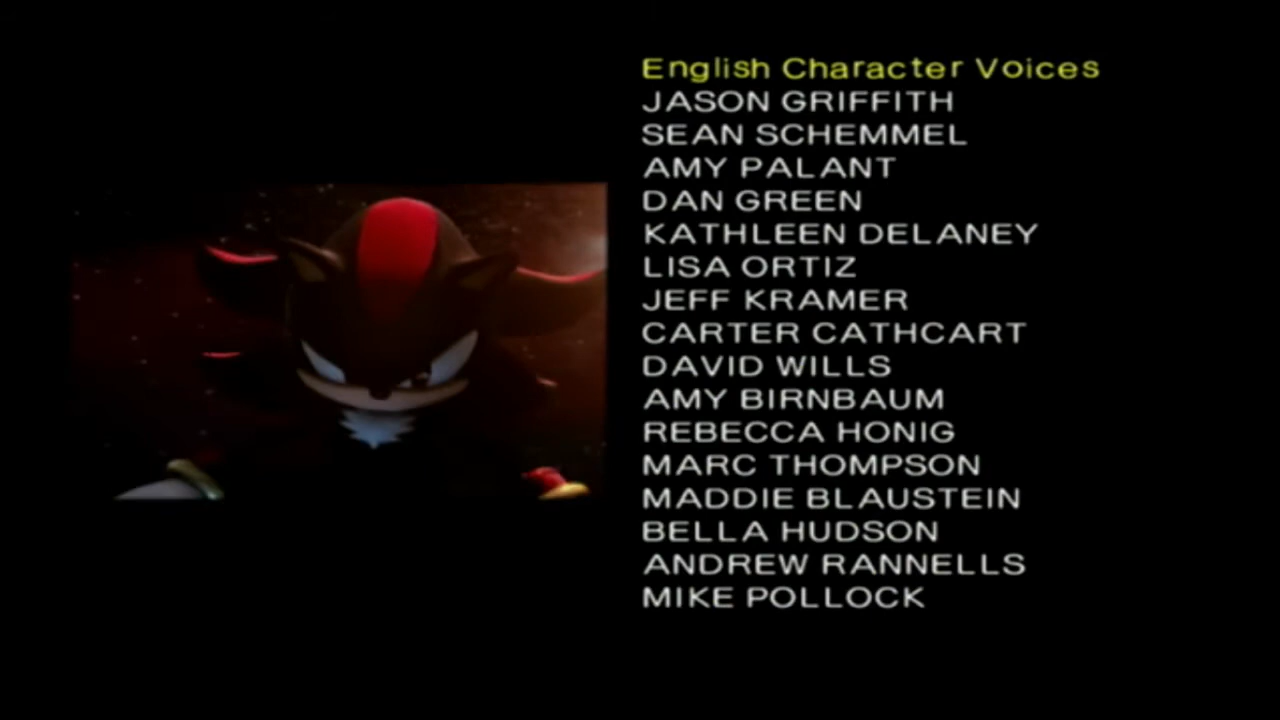 English Character Voices
JASON GRIFFITH
SEAN SCHEMMEL
AMY PALANT
DAN GREEN
KATHLEEN DELANEY
LISA ORTIZ
JEFF KRAMER
CARTER CATHCART
DAVID WILLS
AMY BIRNBAUM
REBECCA HONIG
MARC THOMPSON
MADDIE BLAUSTEIN
BELLA HUDSON
ANDREW RANNELLS
MIKE POLLOCK